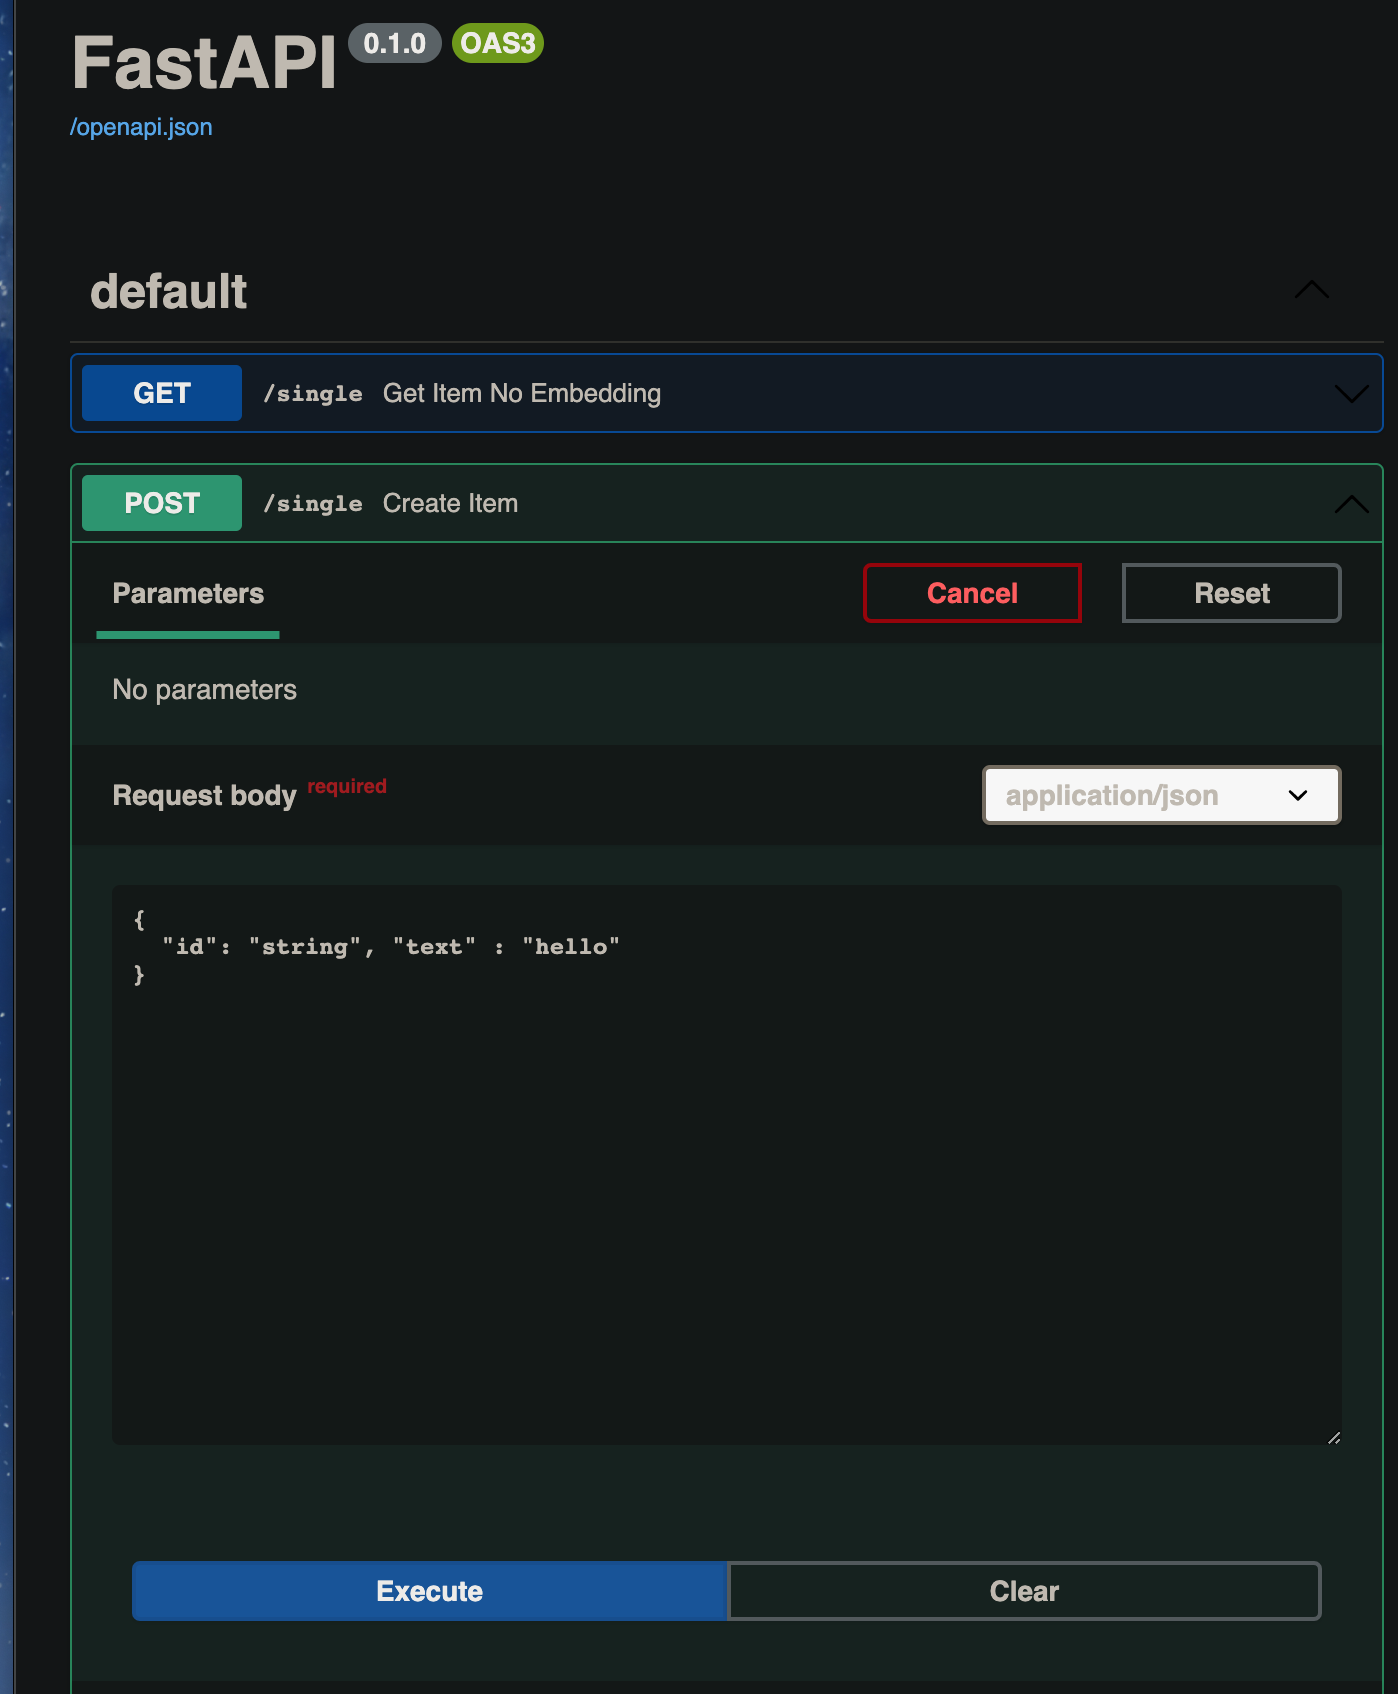 FastAPI 0.1.0 OAS3
/openapi.json
default
GET /single Get Item No Embedding
POST /single Create Item
Parameters Cancel Reset
No parameters
Request body required application/json
{
  "id": "string", "text" : "hello"
}
Execute Clear